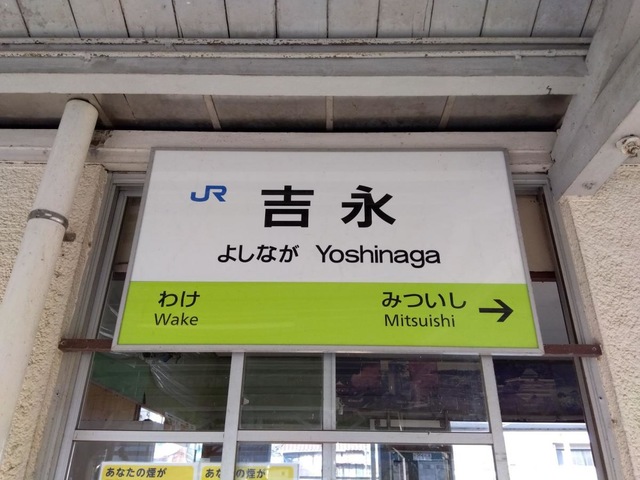 JR 吉永
よしなが Yoshinaga
わけ みついし
Wake Mitsuishi →
あなたの煙が あなたの煙が